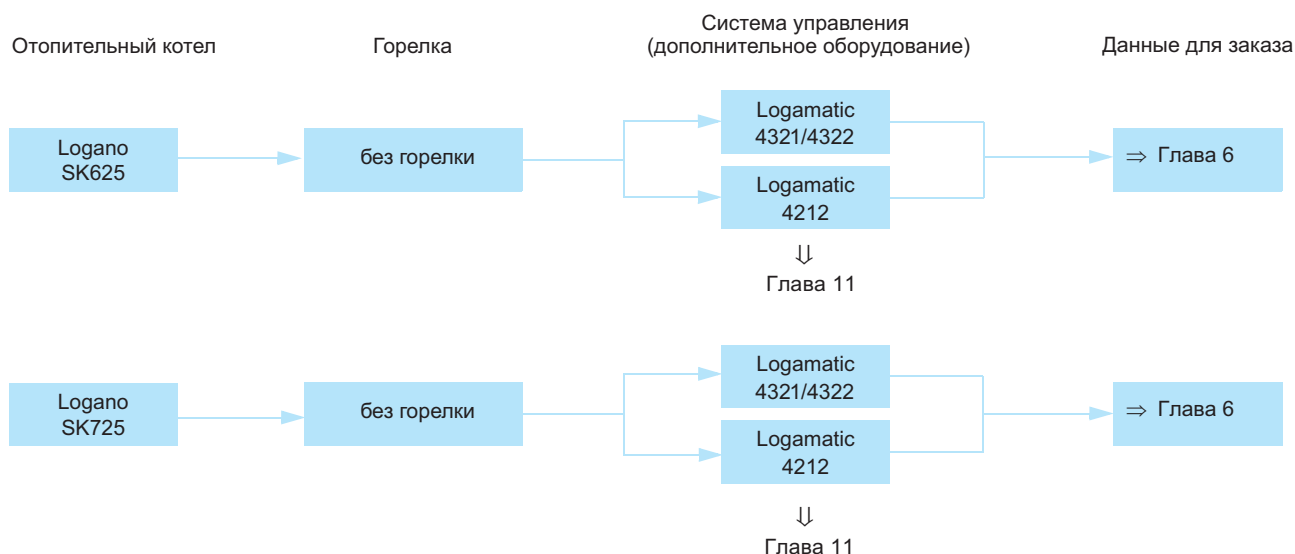 Отопительный котел
Горелка
Система управления
(дополнительное оборудование)
Данные для заказа
Logano
SK625
без горелки
Logamatic
4321/4322
Logamatic
4212
⇓
Глава 11
⇒ Глава 6
Logano
SK725
без горелки
Logamatic
4321/4322
Logamatic
4212
⇓
Глава 11
⇒ Глава 6